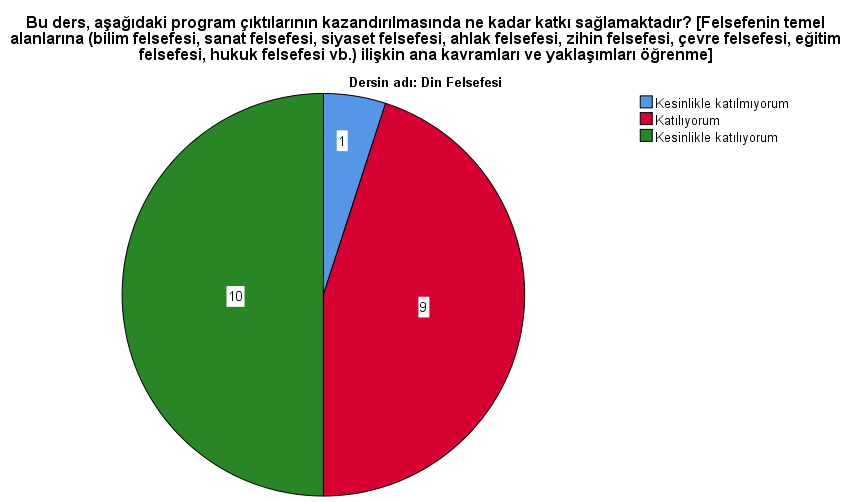 Bu ders, aşağıdaki program çıktılarının kazandırılmasında ne kadar katkı sağlamaktadır? [Felsefenin temel
alanlarına (bilim felsefesi, sanat felsefesi, siyaset felsefesi, ahlak felsefesi, zihin felsefesi, çevre felsefesi, eğitim
felsefesi, hukuk felsefesi vb.) ilişkin ana kavramları ve yaklaşımları öğrenme]
Dersin adı: Din Felsefesi
Kesinlikle katılmıyorum
Katılıyorum
Kesinlikle katılıyorum
1
10
9